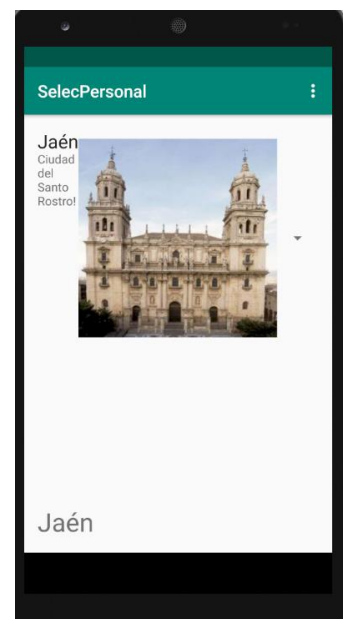 SelecPersonal
Jaén
Ciudad
del
Santo
Rostro!
Jaén